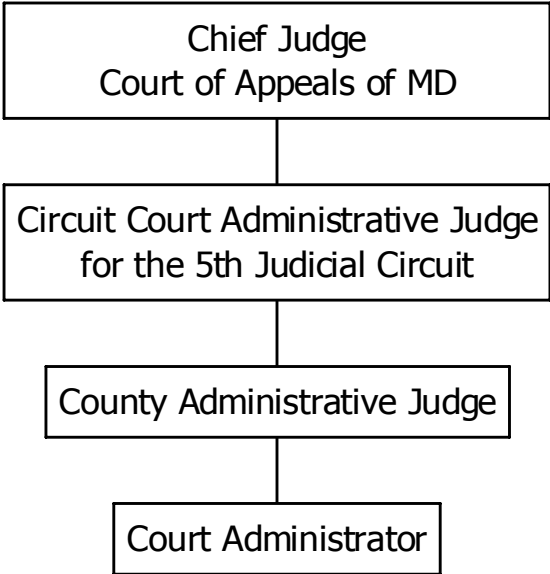 Chief Judge
Court of Appeals of MD
Circuit Court Administrative Judge
for the 5th Judicial Circuit
County Administrative Judge
Court Administrator